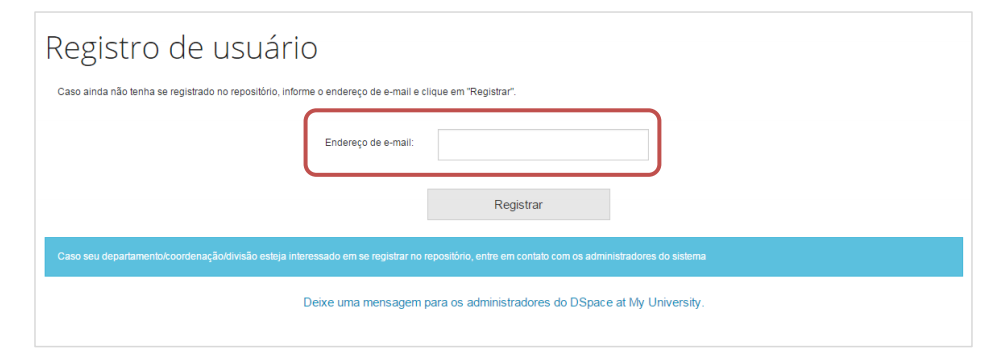 Registro de usuário
Caso ainda não tenha se registrado no repositório, informe o endereço de e-mail e clique em "Registrar".
Endereço de e-mail:
Registrar
Caso seu departamento/coordenação/divisão esteja interessado em se registrar no repositório, entre em contato com os administradores do sistema
Deixe uma mensagem para os administradores do DSpace at My University.